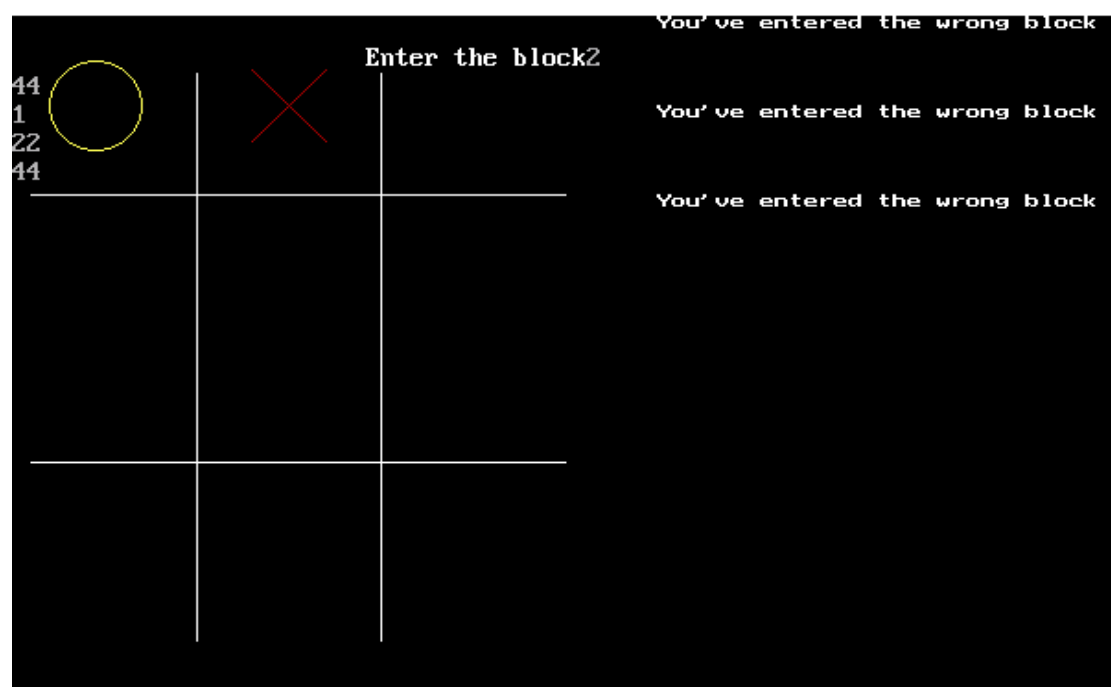 You've entered the wrong block
Enter the block2
44
1
You've entered the wrong block
22
44
You've entered the wrong block